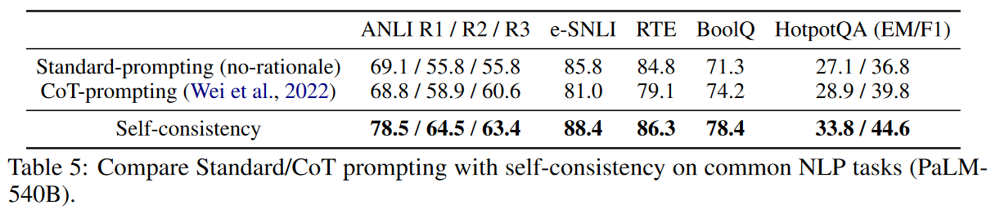 ANLI R1 / R2 / R3 e-SNLI RTE BoolQ HotpotQA (EM/F1)
Standard-prompting (no-rationale) 69.1 / 55.8 / 55.8 85.8 84.8 71.3 27.1 / 36.8
CoT-prompting (Wei et al., 2022) 68.8 / 58.9 / 60.6 81.0 79.1 74.2 28.9 / 39.8
Self-consistency 78.5 / 64.5 / 63.4 88.4 86.3 78.4 33.8 / 44.6
Table 5: Compare Standard/CoT prompting with self-consistency on common NLP tasks (PaLM-
540B).